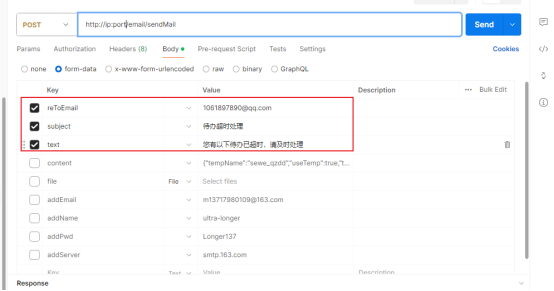 POST http://ip:port/email/sendMail Send
Params Authorization Headers (8) Body Pre-request Script Tests Settings Cookies
none form-data x-www-form-urlencoded raw binary GraphQL
Key Value Description Bulk Edit
reToEmail 1061897890@qq.com
subject 待办超时处理
text 您有以下待办已超时，请及时处理
content {"tempName":"sewe_qzdd","useTemp":true,"t...
file File Select files
addEmail m13717980109@163.com
addName ultra-longer
addPwd Longer137
addServer smtp.163.com
Key Text Value Description
Response